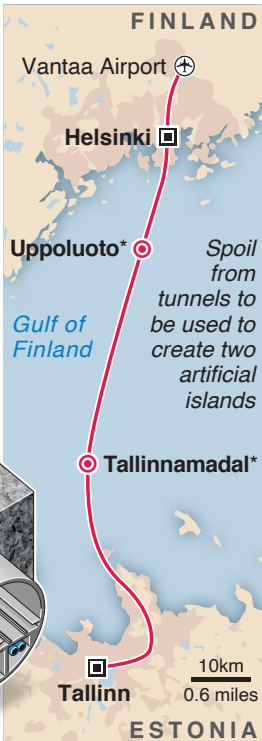 FINLAND
Vantaa Airport
Helsinki
Uppoluoto*
Spoil
from
tunnels to
be used to
create two
artificial
islands
Gulf of
Finland
Tallinnamadal*
10km
0.6 miles
Tallinn
ESTONIA